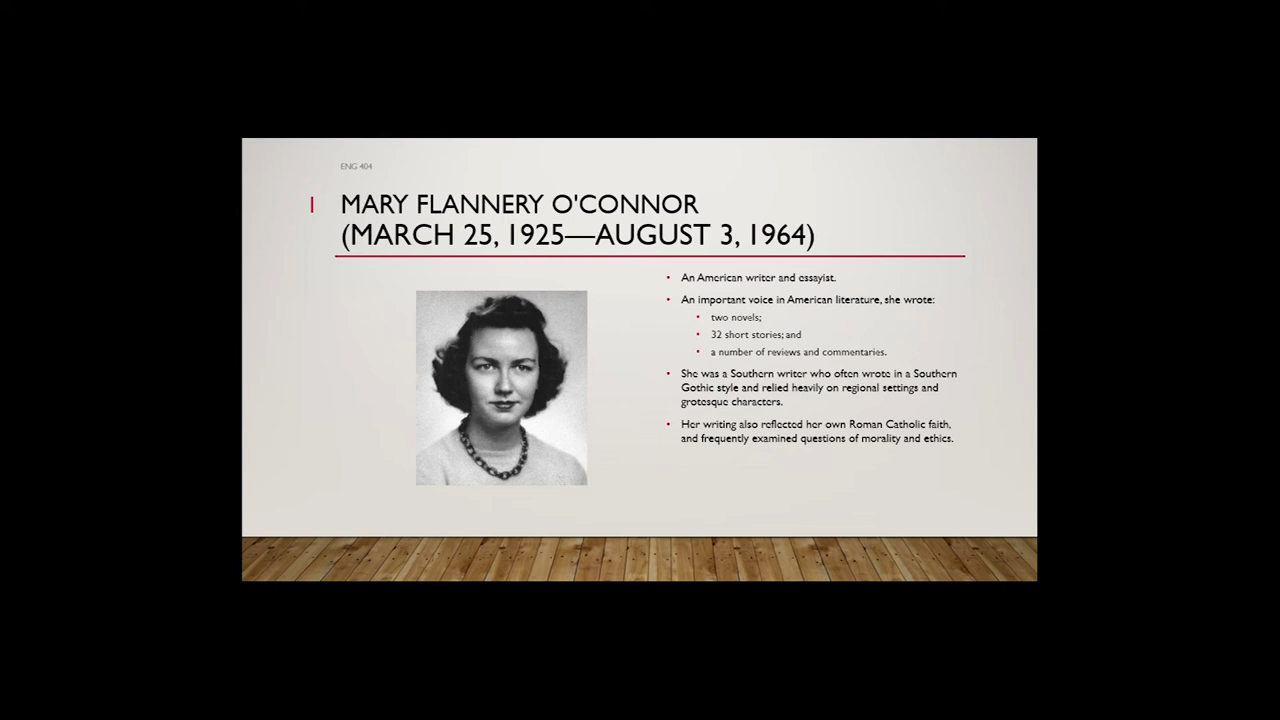 ENG 404
1
MARY FLANNERY O'CONNOR
(MARCH 25, 1925—AUGUST 3, 1964)
• An American writer and essayist.
• An important voice in American literature, she wrote:
• two novels;
• 32 short stories; and
• a number of reviews and commentaries.
• She was a Southern writer who often wrote in a Southern
Gothic style and relied heavily on regional settings and
grotesque characters.
• Her writing also reflected her own Roman Catholic faith,
and frequently examined questions of morality and ethics.